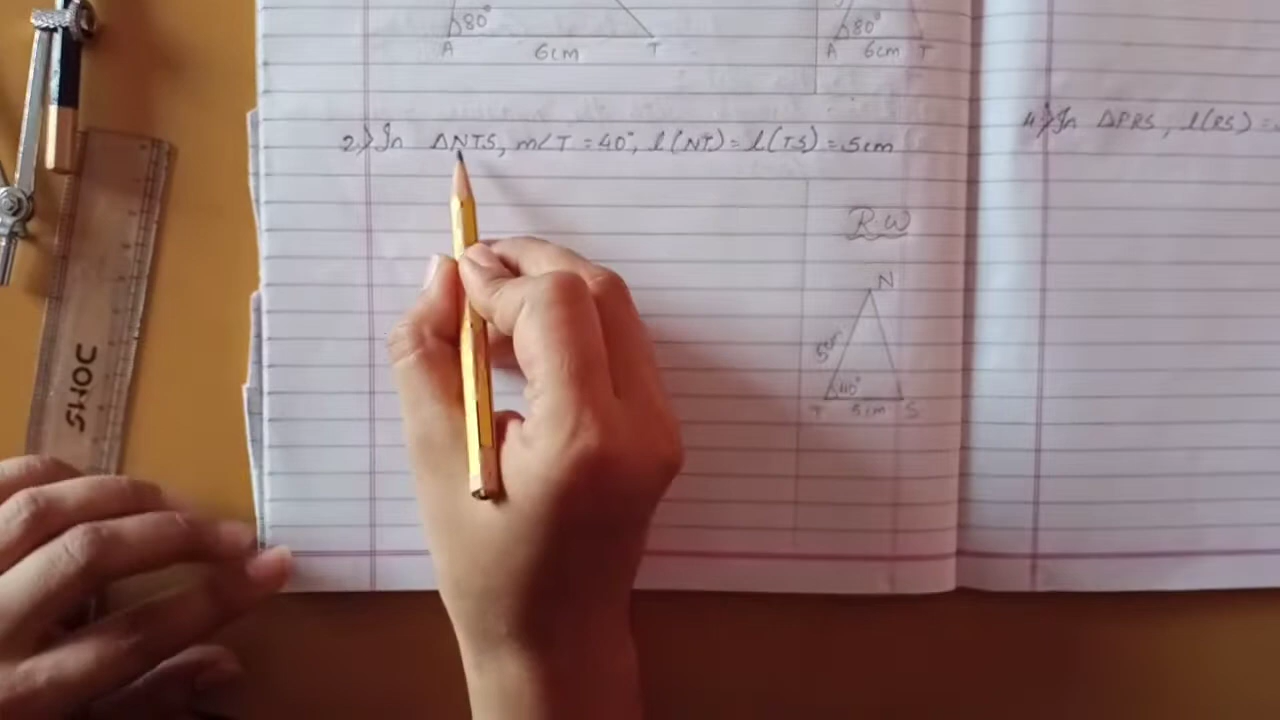 80°
A 6cm T
80°
A 6cm T
2) In ΔNTS, m∠T = 40°, l(NT) = l(TS) = 5cm
R.W
N
5cm
40°
T 5cm S
4) In ΔPRS, l(RS) =
SHOC